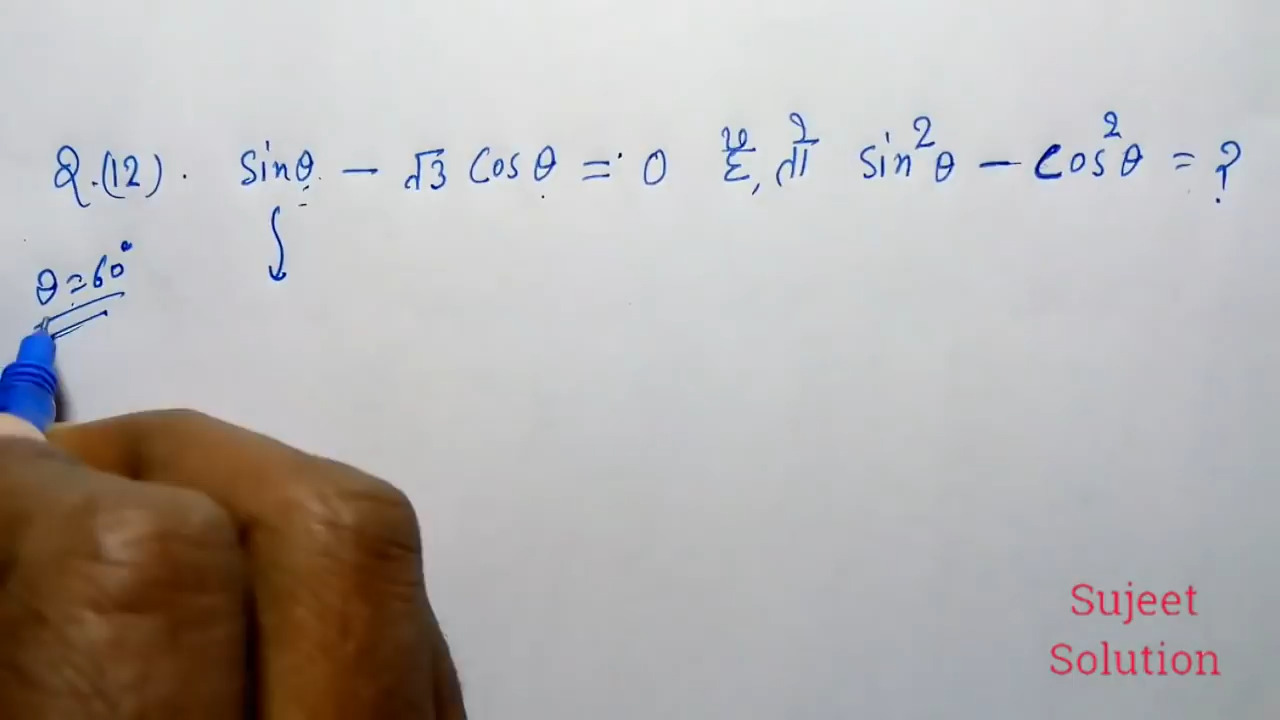 Q.(12). Sinθ - √3 Cosθ = 0 है, तो Sin²θ - Cos²θ = ?
θ = 60°
Sujeet
Solution